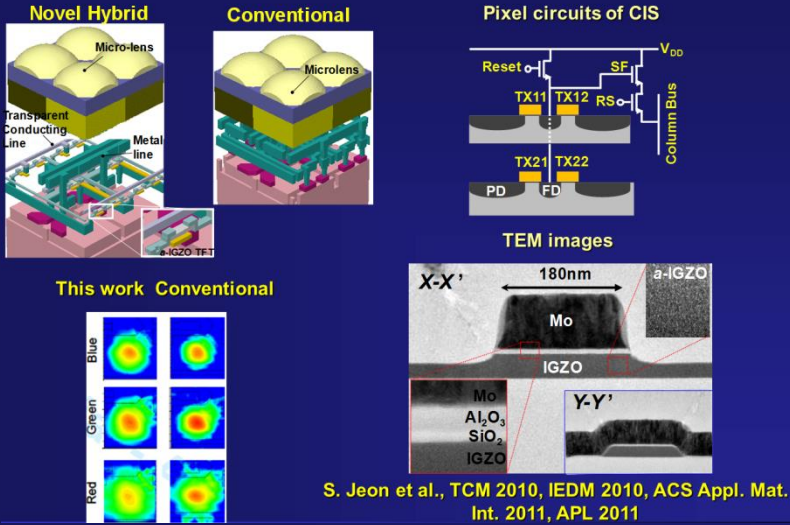 Novel Hybrid
Conventional
Pixel circuits of CIS
Micro-lens
Transparent
Conducting
Line
Metal
line
a-IGZO TFT
Microlens
VDD
Reset
SF
TX11 TX12
RS
Column Bus
TX21 TX22
PD
FD
TEM images
This work Conventional
Blue
Green
Red
X-X’
180nm
a-IGZO
Mo
IGZO
Mo
Al₂O₃
SiO₂
IGZO
Y-Y’
S. Jeon et al., TCM 2010, IEDM 2010, ACS Appl. Mat.
Int. 2011, APL 2011